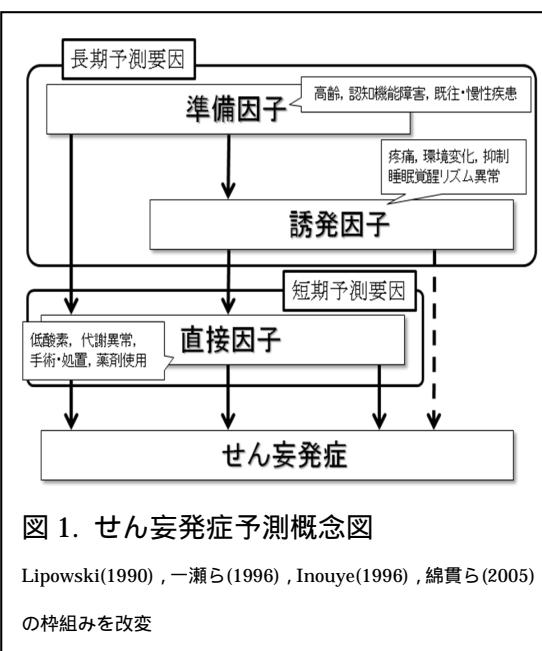 長期予測要因
準備因子
高齢, 認知機能障害, 既往・慢性疾患
疼痛, 環境変化, 抑制
睡眠覚醒リズム異常
誘発因子
短期予測要因
直接因子
低酸素, 代謝異常,
手術・処置, 薬剤使用
せん妄発症
図 1. せん妄発症予測概念図
Lipowski(1990) , 一瀬ら(1996) , Inouye(1996) , 綿貫ら(2005)
の枠組みを改変